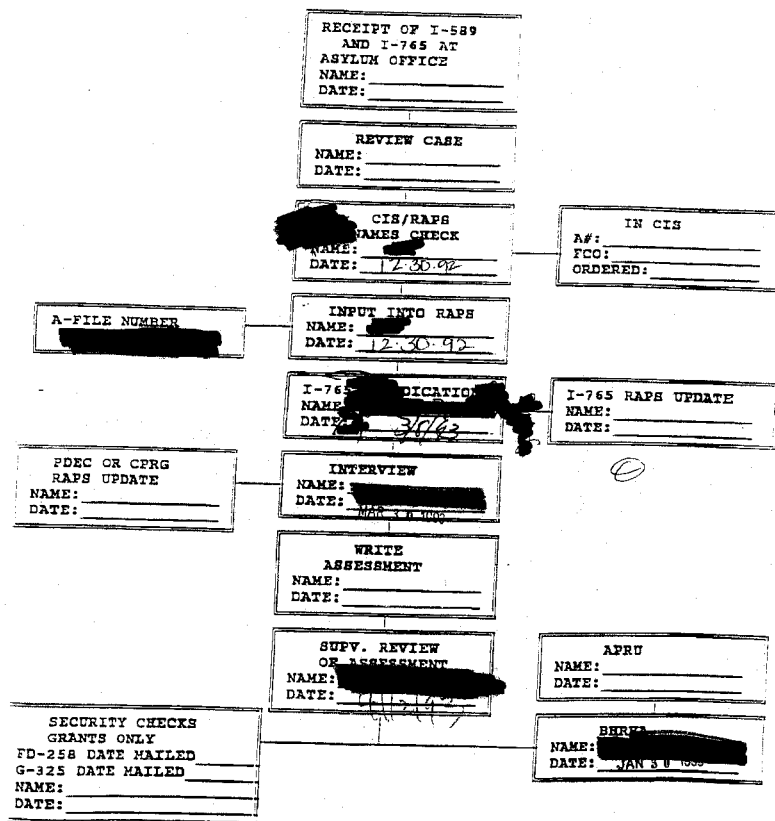 RECEIPT OF I-589
AND I-765 AT
ASYLUM OFFICE
NAME:
DATE:
REVIEW CASE
NAME:
DATE:
CIS/RAPS
NAMES CHECK
NAME:
DATE: 12.30.92
IN CIS
A#:
FCO:
ORDERED:
A-FILE NUMBER
INPUT INTO RAPS
NAME:
DATE: 12.30.92
I-765
NAME
DATE
I-765 RAPS UPDATE
NAME:
DATE:
PDEC OR CPRG
RAPS UPDATE
NAME:
DATE:
INTERVIEW
NAME:
DATE:
MAR
WRITE
ASSESSMENT
NAME:
DATE:
SUPV. REVIEW
OF ASSESSMENT
NAME:
DATE:
APRU
NAME:
DATE:
SECURITY CHECKS
GRANTS ONLY
FD-258 DATE MAILED
G-325 DATE MAILED
NAME:
DATE:
NAME:
DATE: JAN